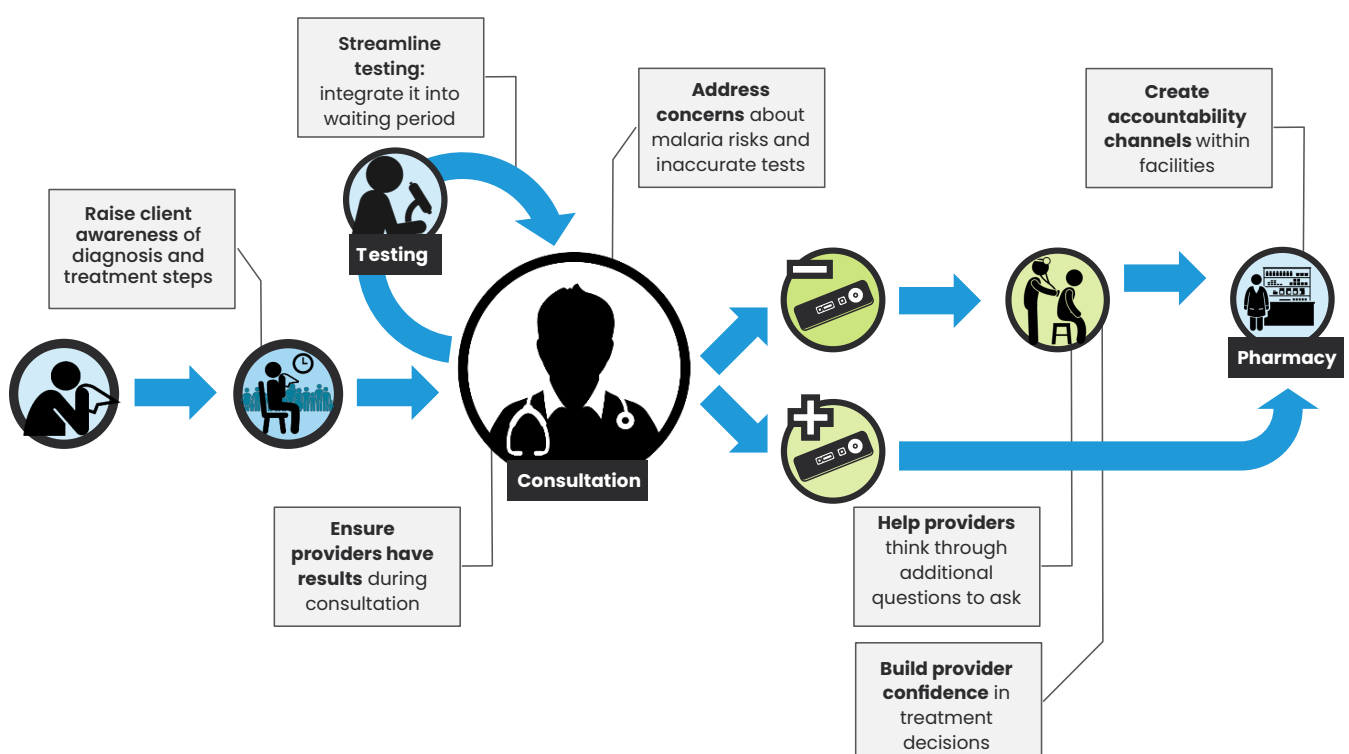 Streamline
testing:
integrate it into
waiting period
Address
concerns about
malaria risks and
inaccurate tests
Create
accountability
channels within
facilities
Raise client
awareness of
diagnosis and
treatment steps
Testing
Pharmacy
Consultation
Ensure
providers have
results during
consultation
Help providers
think through
additional
questions to ask
Build provider
confidence in
treatment
decisions